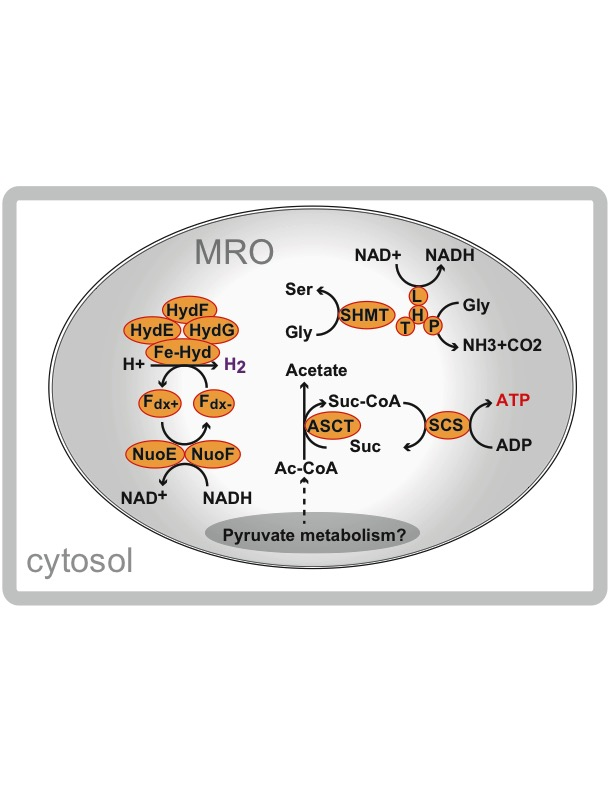 MRO
NAD+ NADH
Ser
L
Gly
HydF
SHMT
H
HydE HydG
T P
Gly
Fe-Hyd
NH3+CO2
H+ H2
Acetate
Fdx+ Fdx-
Suc-CoA ATP
ASCT SCS
Suc ADP
NuoE NuoF
Ac-CoA
NAD+ NADH
Pyruvate metabolism?
cytosol